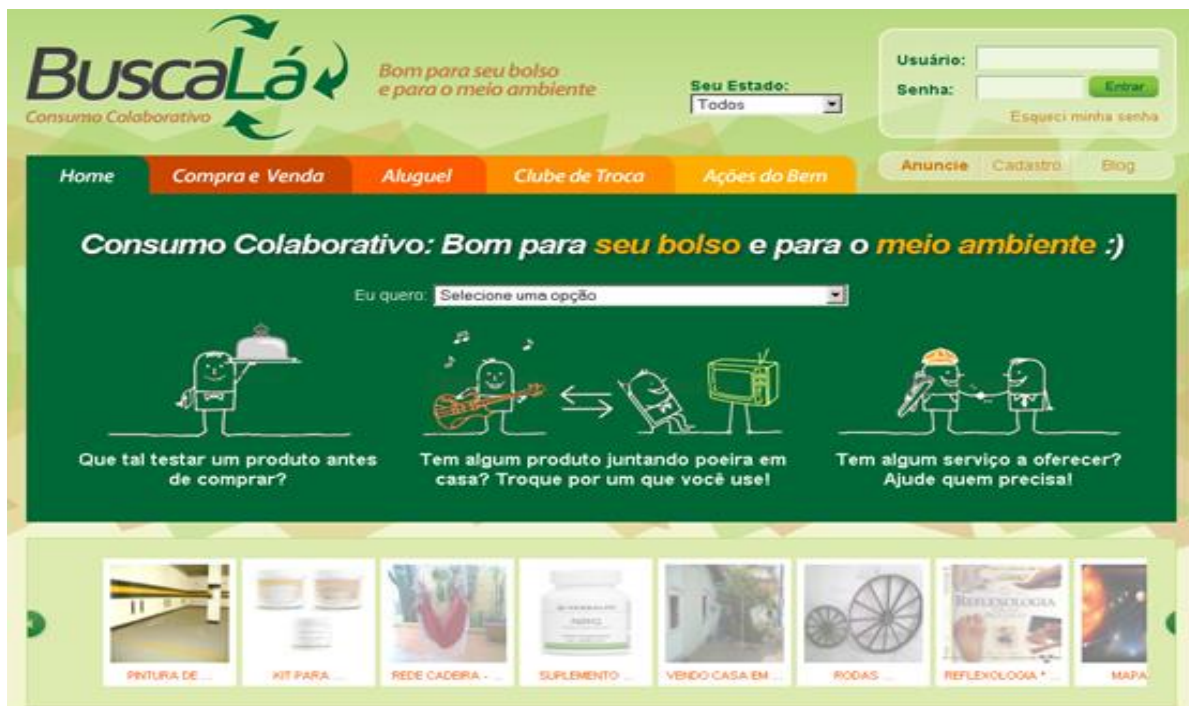 BuscaLá
Consumo Colaborativo
Bom para seu bolso
e para o meio ambiente
Seu Estado:
Todos
Usuário:
Senha:
Entrar
Esqueci minha senha
Home Compra e Venda Aluguel Clube de Troca Ações do Bem
Anuncie Cadastro Blog
Consumo Colaborativo: Bom para seu bolso e para o meio ambiente :)
Eu quero: Selecione uma opção
Que tal testar um produto antes
de comprar?
Tem algum produto juntando poeira em
casa? Troque por um que você use!
Tem algum serviço a oferecer?
Ajude quem precisa!
REFLEXOLOGIA
PINTURA DE ... KIT PARA ... REDE CADEIRA - ... SUPLEMENTO ... VENDO CASA EM ... RODAS ... REFLEXOLOGIA * ... MAPA